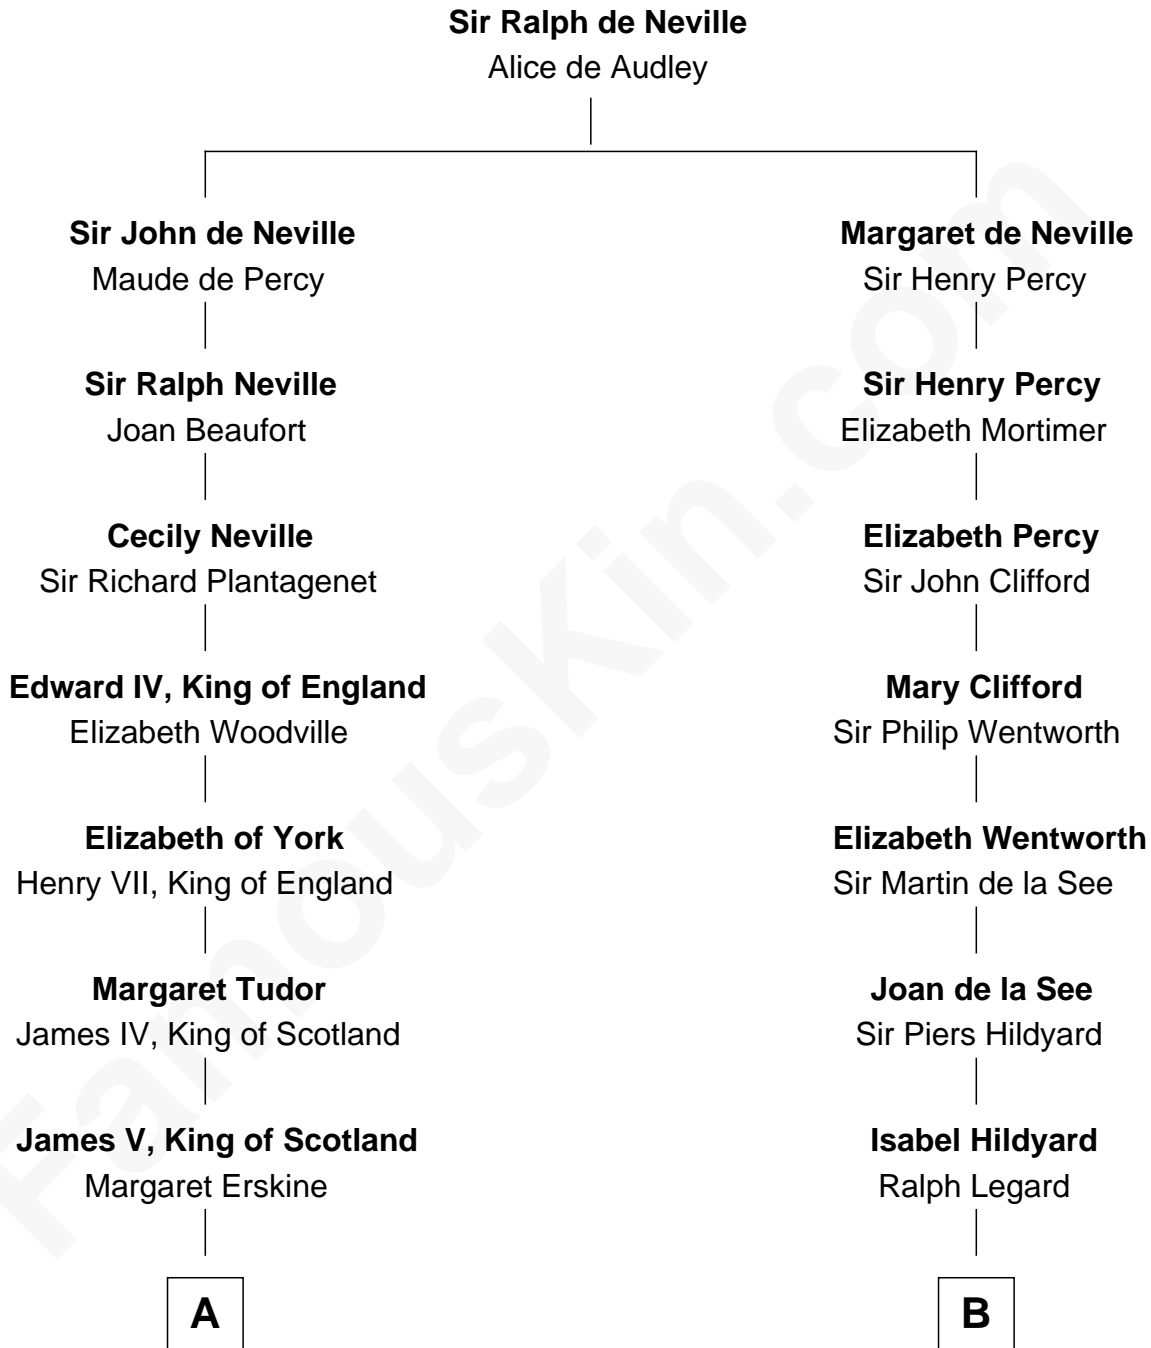 Sir Ralph de Neville
Alice de Audley
Sir John de Neville
Maude de Percy
Margaret de Neville
Sir Henry Percy
Sir Ralph Neville
Joan Beaufort
Sir Henry Percy
Elizabeth Mortimer
Cecily Neville
Sir Richard Plantagenet
Elizabeth Percy
Sir John Clifford
Edward IV, King of England
Elizabeth Woodville
Mary Clifford
Sir Philip Wentworth
Elizabeth of York
Henry VII, King of England
Elizabeth Wentworth
Sir Martin de la See
Margaret Tudor
James IV, King of Scotland
Joan de la See
Sir Piers Hildyard
James V, King of Scotland
Margaret Erskine
Isabel Hildyard
Ralph Legard
A
B
FamousKin.com